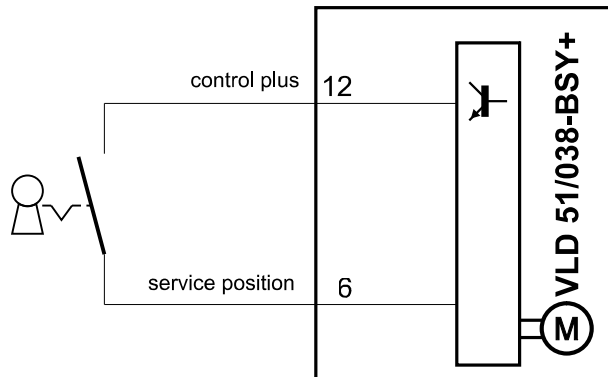 control plus
12
VLD 51/038-BSY+
service position
6
M